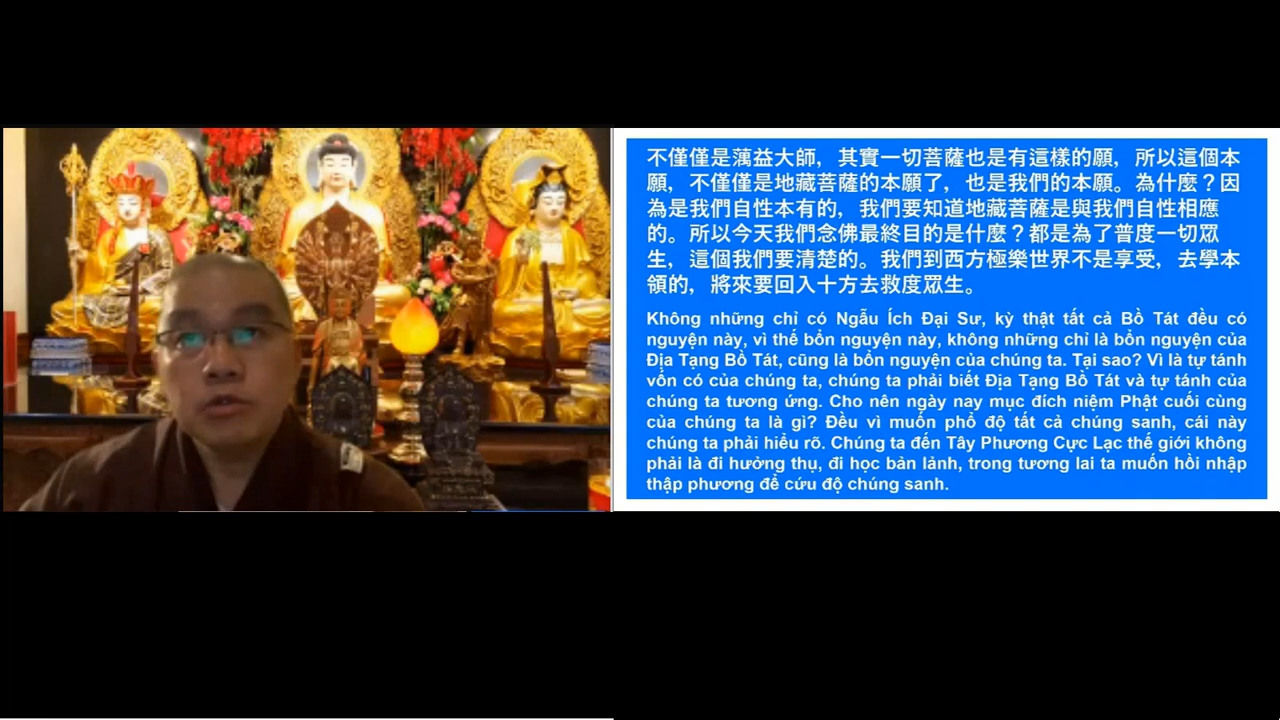 不僅僅是蕅益大師，其實一切菩薩也是有這樣的願，所以這個本
願，不僅僅是地藏菩薩的本願了，也是我們的本願。為什麼？因
為是我們自性本有的，我們要知道地藏菩薩是與我們自性相應
的。所以今天我們念佛最終目的是什麼？都是為了普度一切眾
生，這個我們要清楚的。我們到西方極樂世界不是享受，去學本
領的，將來要回入十方去救度眾生。
Không những chỉ có Ngẫu Ích Đại Sư, kỳ thật tất cả Bồ Tát đều có
nguyện này, vì thế bổn nguyện này, không những chỉ là bổn nguyện của
Địa Tạng Bồ Tát, cũng là bổn nguyện của chúng ta. Tại sao? Vì là tự tánh
vốn có của chúng ta, chúng ta phải biết Địa Tạng Bồ Tát và tự tánh của
chúng ta tương ứng. Cho nên ngày nay mục đích niệm Phật cuối cùng
của chúng ta là gì? Đều vì muốn phổ độ tất cả chúng sanh, cái này
chúng ta phải hiểu rõ. Chúng ta đến Tây Phương Cực Lạc thế giới không
phải là đi hưởng thụ, đi học bản lảnh, trong tương lai ta muốn hồi nhập
thập phương để cứu độ chúng sanh.